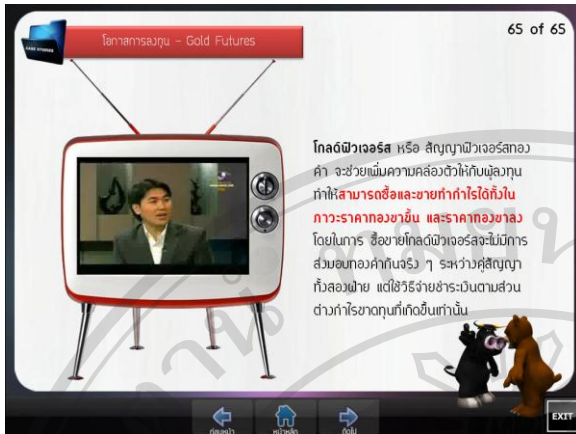 65 of 65
CASE STUDIES
โอกาสการลงทุน - Gold Futures
โกลด์ฟิวเจอร์ส หรือ สัญญาฟิวเจอร์สทอง
คำ จะช่วยเพิ่มความคล่องตัวให้กับผู้ลงทุน
ทำให้สามารถซื้อและขายทำกำไรได้ทั้งใน
ภาวะราคาทองขาขึ้น และราคาทองขาลง
โดยในการ ซื้อขายโกลด์ฟิวเจอร์สจะไม่มีการ
ส่งมอบทองคำกันจริง ๆ ระหว่างคู่สัญญา
ทั้งสองฝ่าย แต่ใช้วิธีจ่ายชำระเงินตามส่วน
ต่างกำไรขาดทุนที่เกิดขึ้นเท่านั้น
ก่อนหน้า
หน้าหลัก
ถัดไป
EXIT